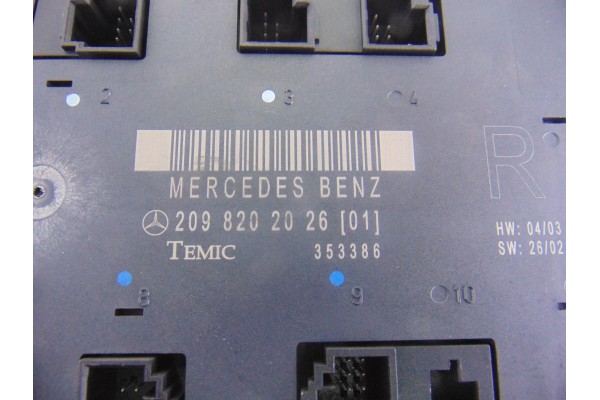 2 3 4
R
MERCEDES BENZ
209 820 20 26 [01]
HW: 04/03
TEMIC 353386
SW: 26/02
8 9 10